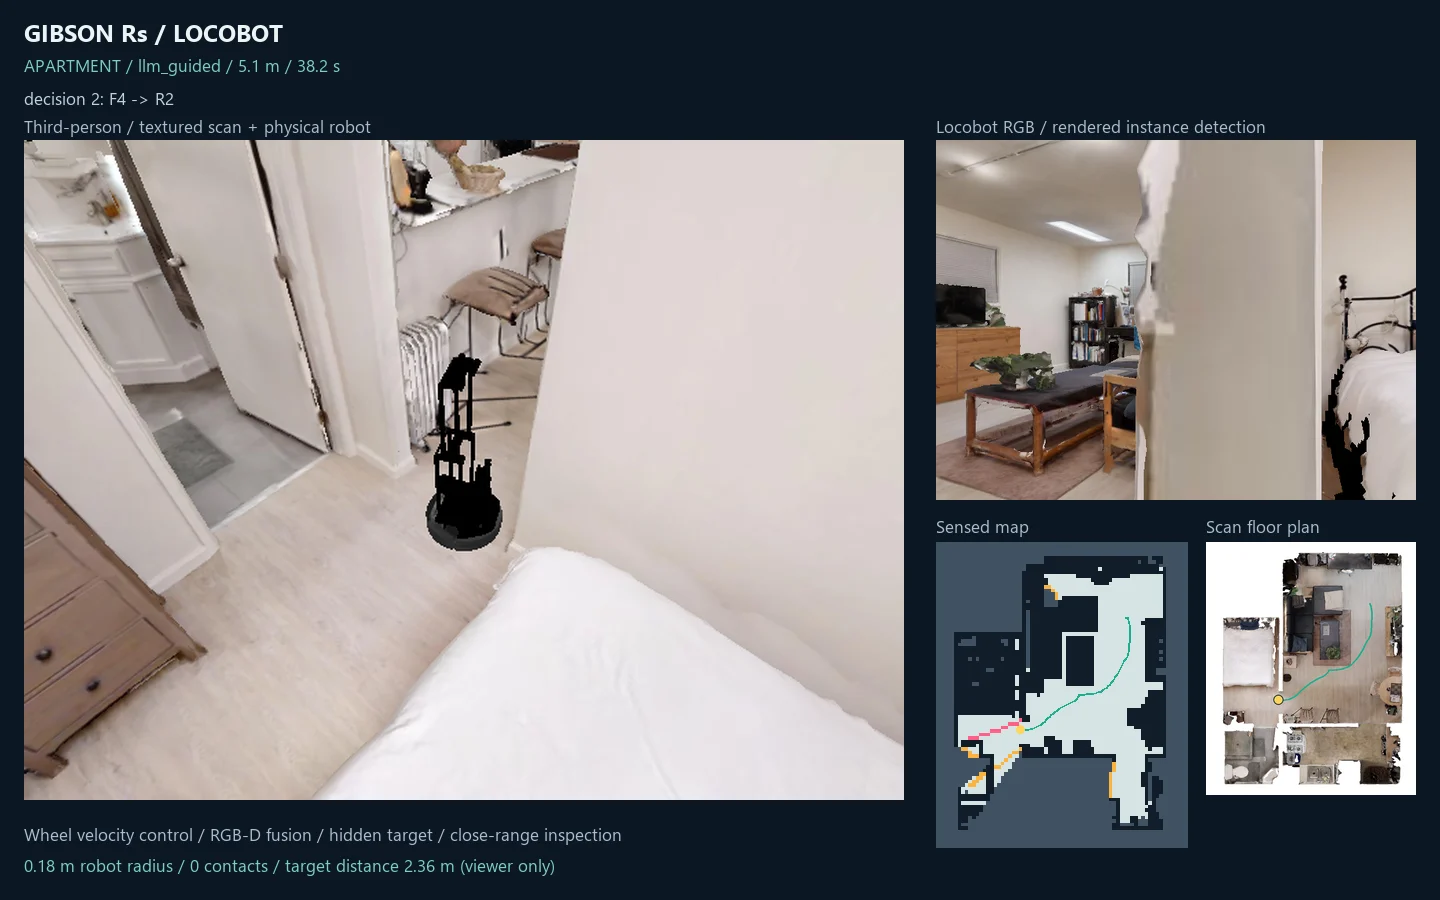 GIBSON Rs / LOCOBOT
APARTMENT / llm_guided / 5.1 m / 38.2 s
decision 2: F4 -> R2
Third-person / textured scan + physical robot
Locobot RGB / rendered instance detection
Sensed map
Scan floor plan
Wheel velocity control / RGB-D fusion / hidden target / close-range inspection
0.18 m robot radius / 0 contacts / target distance 2.36 m (viewer only)